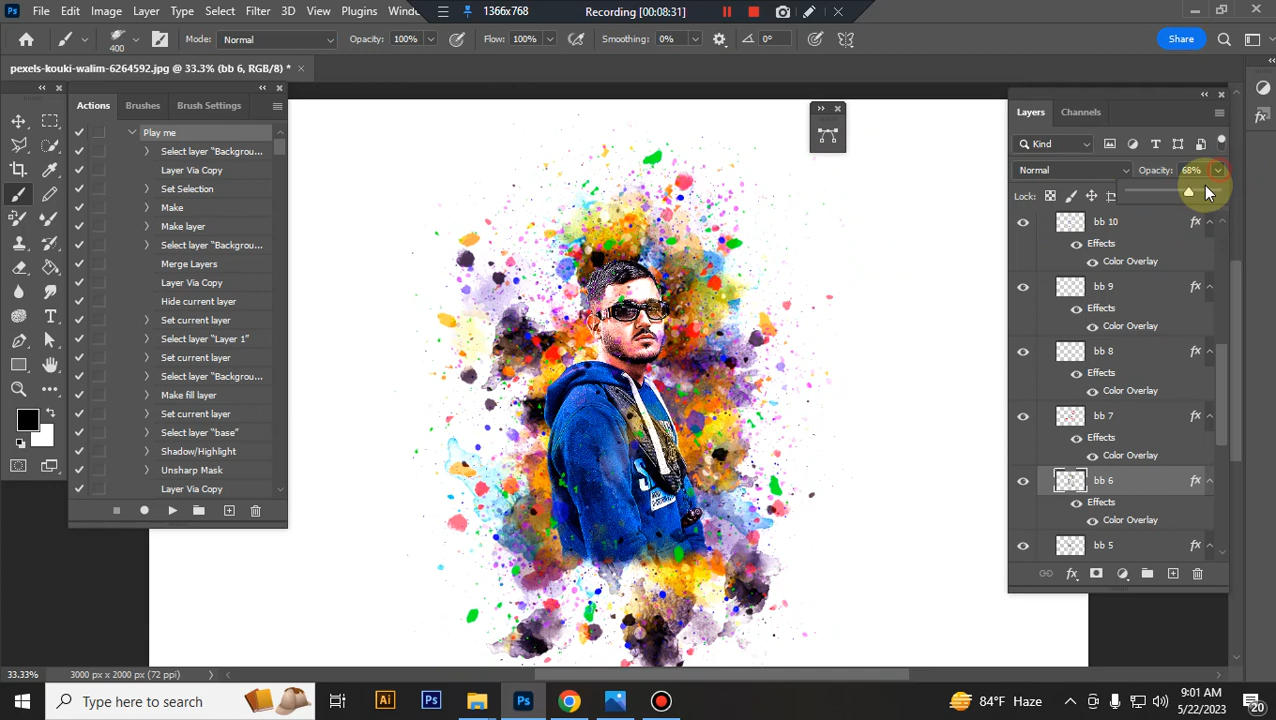 File Edit Image Layer Type Select Filter 3D View Plugins Windo
1366x768
Recording [00:08:31]
400
Mode: Normal
Opacity: 100%
Flow: 100%
Smoothing: 0%
0°
Share
pexels-kouki-walim-6264592.jpg @ 33.3% (bb 6, RGB/8) *
Actions Brushes Brush Settings
Play me
Select layer "Backgrou...
Layer Via Copy
Set Selection
Make
Make layer
Select layer "Backgrou...
Merge Layers
Layer Via Copy
Hide current layer
Set current layer
Select layer "Layer 1"
Set current layer
Select layer "Backgrou...
Make fill layer
Set current layer
Select layer "base"
Shadow/Highlight
Unsharp Mask
Layer Via Copy
Layers Channels
Kind
Normal
Opacity: 68%
Lock:
bb 10
Effects
Color Overlay
bb 9
Effects
Color Overlay
bb 8
Effects
Color Overlay
bb 7
Effects
Color Overlay
bb 6
Effects
Color Overlay
bb 5
33.33%
3000 px x 2000 px (72 ppi)
Type here to search
84°F Haze
9:01 AM
5/22/2023
20